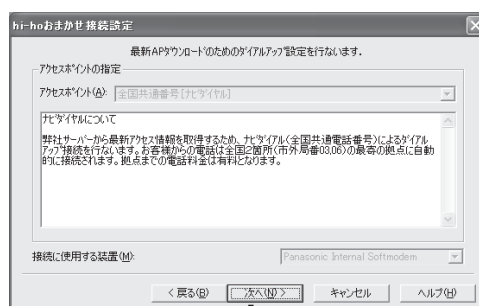 hi-hoおまかせ接続設定
最新APﾀﾞｳﾝﾛｰﾄﾞのためのﾀﾞｲｱﾙｱｯﾌﾟ設定を行ないます.
ｱｸｾｽﾎﾟｲﾝﾄの指定
ｱｸｾｽﾎﾟｲﾝﾄ(A): 全国共通番号[ﾅﾋﾞﾀﾞｲﾔﾙ]
ﾅﾋﾞﾀﾞｲﾔﾙについて
弊社サーバーから最新ｱｸｾｽ情報を取得するため、ﾅﾋﾞﾀﾞｲﾔﾙ(全国共通電話番号)によるﾀﾞｲｱﾙ
ｱｯﾌﾟ接続を行ないます。お客様からの電話は全国2箇所(市外局番03,06)の最寄の拠点に自動
的に接続されます。拠点までの電話料金は有料となります。
接続に使用する装置(M): Panasonic Internal Softmodem
< 戻る(B) 次へ(N) > キャンセル ヘルプ(H)